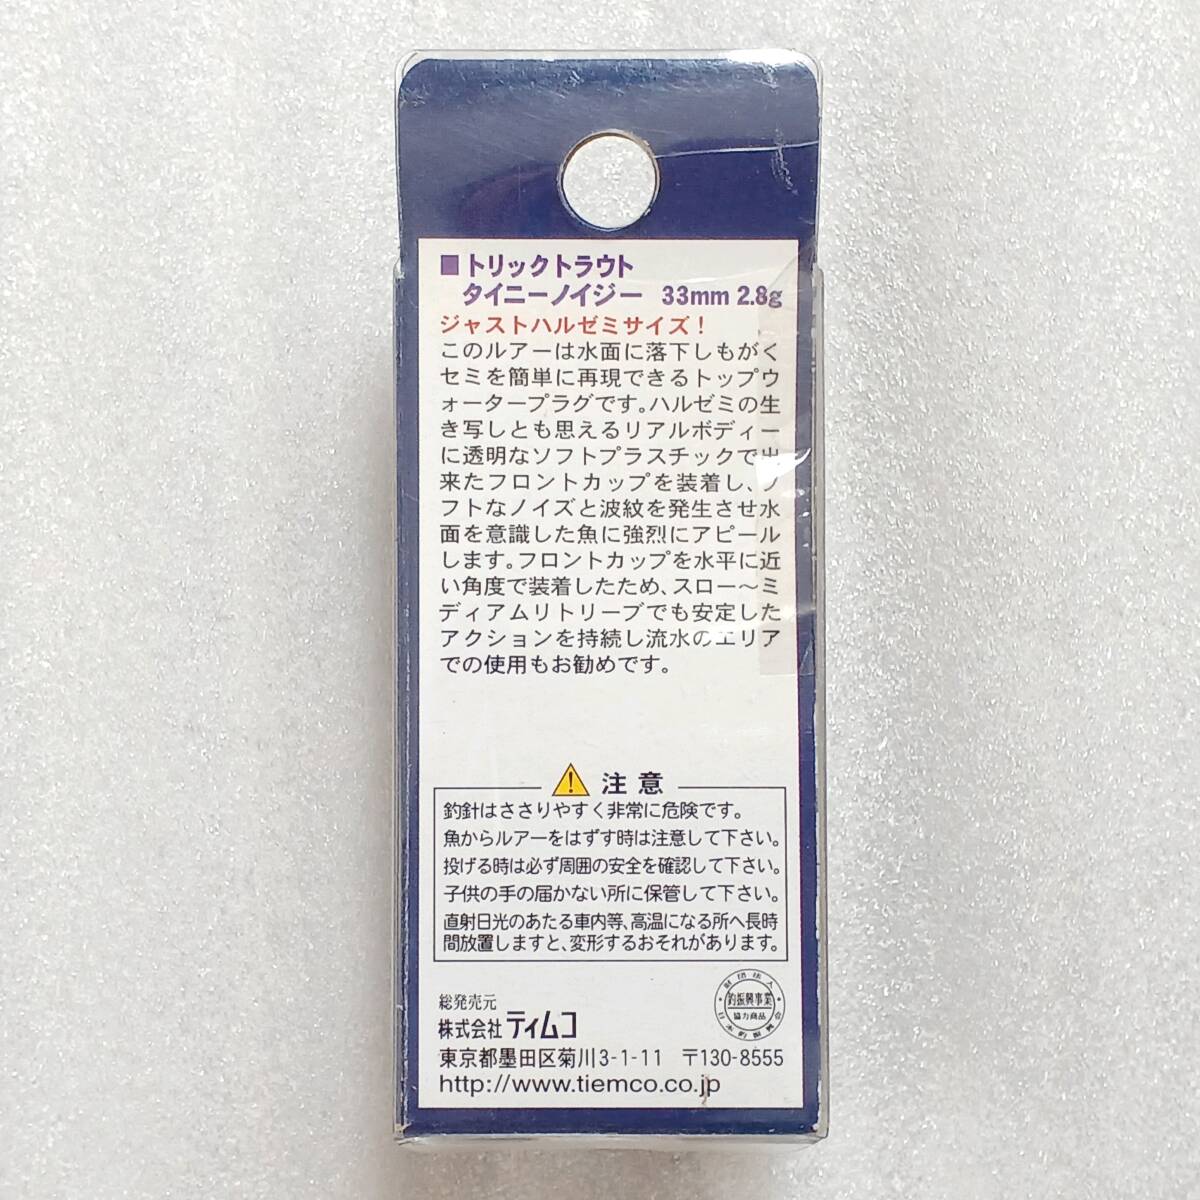 ■トリックトラウト
タイニーノイジー 33mm 2.8g
ジャストハルゼミサイズ！
このルアーは水面に落下しもがく
セミを簡単に再現できるトップウ
ォータープラグです。ハルゼミの生
き写しとも思えるリアルボディー
に透明なソフトプラスチックで出
来たフロントカップを装着し、ソ
フトなノイズと波紋を発生させ水
面を意識した魚に強烈にアピール
します。フロントカップを水平に近
い角度で装着したため、スロー〜ミ
ディアムリトリーブでも安定した
アクションを持続し流水のエリア
での使用もお勧めです。
注意
釣針はささりやすく非常に危険です。
魚からルアーをはずす時は注意して下さい。
投げる時は必ず周囲の安全を確認して下さい。
子供の手の届かない所に保管して下さい。
直射日光のあたる車内等、高温になる所へ長時
間放置しますと、変形するおそれがあります。
財団法人
釣振興事業
協力商品
日本釣振興会
総発売元
株式会社ティムコ
東京都墨田区菊川3-1-11 〒130-8555
http://www.tiemco.co.jp